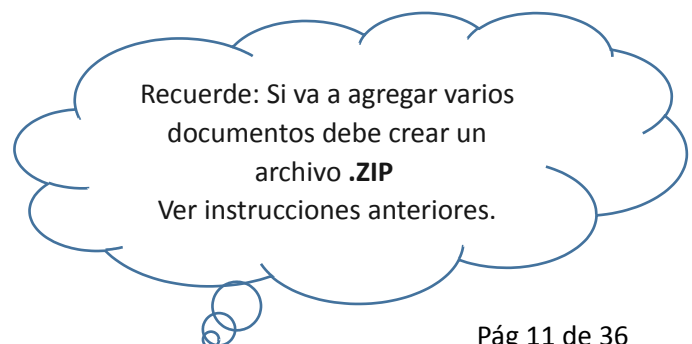 Recuerde: Si va a agregar varios
documentos debe crear un
archivo .ZIP
Ver instrucciones anteriores.
Pág 11 de 36